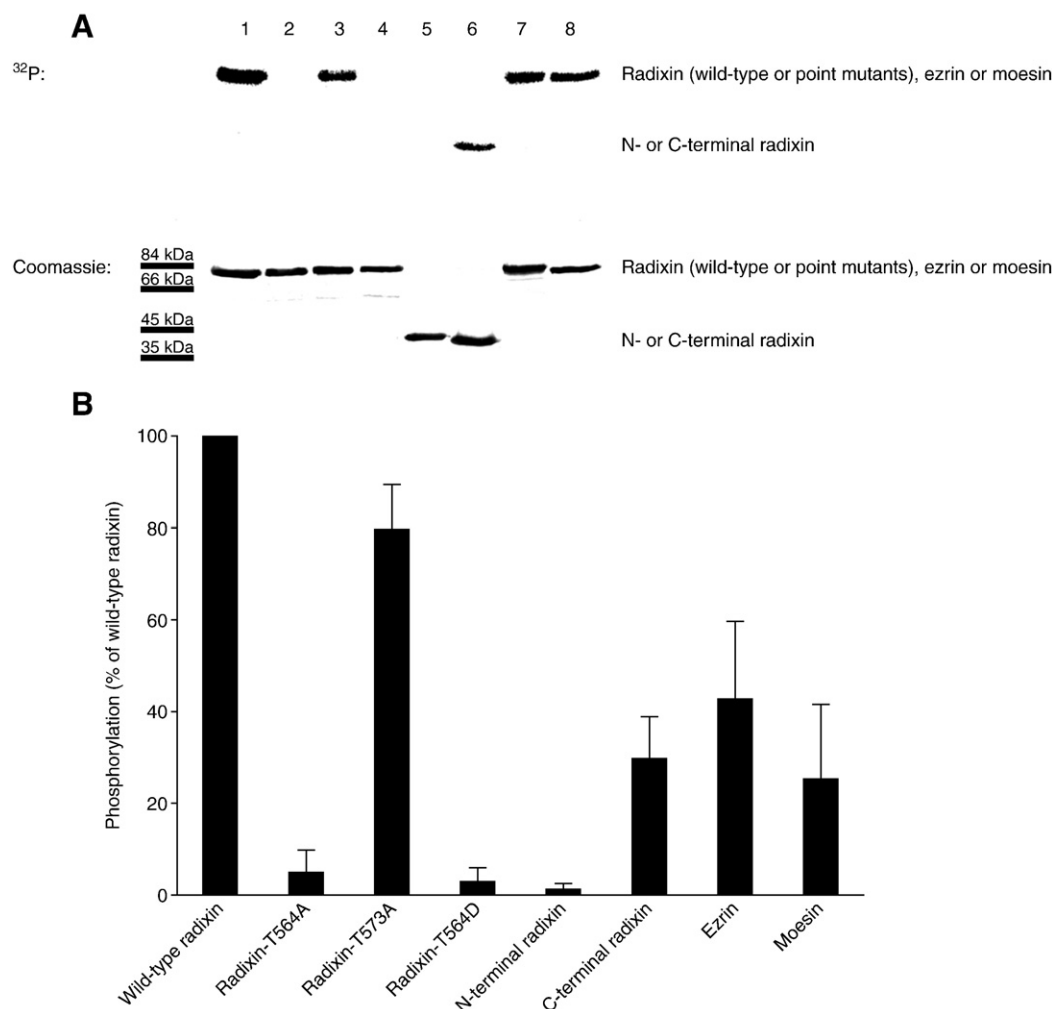 A
1 2 3 4 5 6 7 8
32P: Radixin (wild-type or point mutants), ezrin or moesin
N- or C-terminal radixin
84 kDa
Coomassie: Radixin (wild-type or point mutants), ezrin or moesin
66 kDa
45 kDa
N- or C-terminal radixin
35 kDa
B
Phosphorylation (% of wild-type radixin)
100
80
60
40
20
0
Wild-type radixin
Radixin-T564A
Radixin-T573A
Radixin-T564D
N-terminal radixin
C-terminal radixin
Ezrin
Moesin